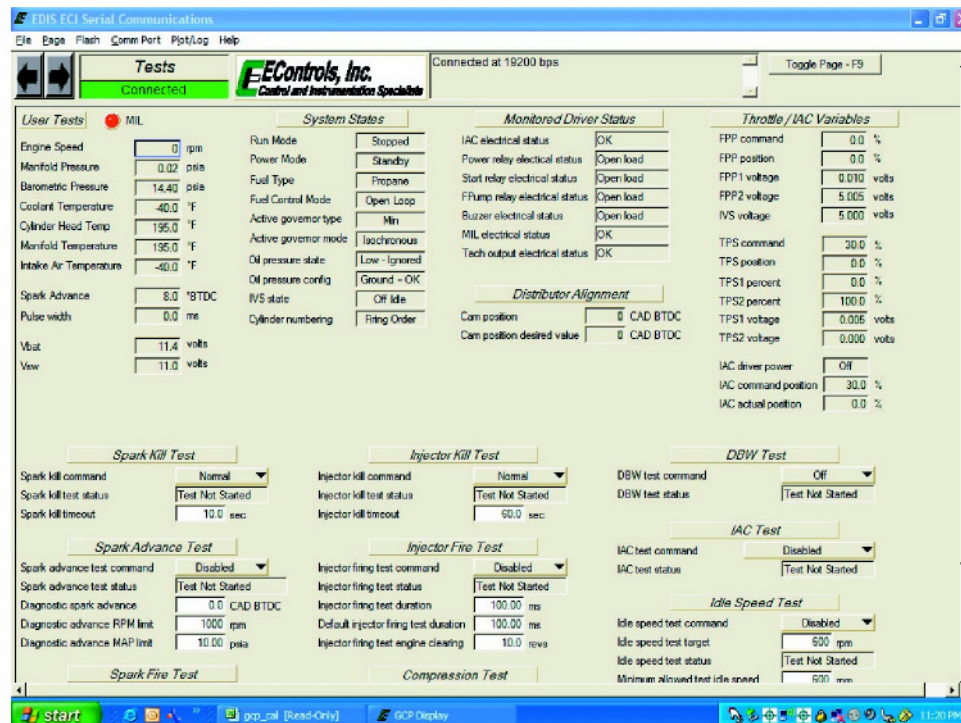 EDIS ECI Serial Communications
File Page Flash Comm Port Plot/Log Help
Tests
Connected
EControls, Inc.
Control and Instrumentation Specialists
Connected at 19200 bps
Toggle Page - F9
User Tests MIL
Engine Speed 0 rpm
Manifold Pressure 0.02 psia
Barometric Pressure 14.40 psia
Coolant Temperature -40.0 °F
Cylinder Head Temp 195.0 °F
Manifold Temperature 195.0 °F
Intake Air Temperature -40.0 °F
Spark Advance 8.0 °BTDC
Pulse width 0.0 ms
Vbat 11.4 volts
Vsw 11.0 volts
System States
Run Mode Stopped
Power Mode Standby
Fuel Type Propane
Fuel Control Mode Open Loop
Active governor type Min
Active governor mode Isochronous
Oil pressure state Low - Ignored
Oil pressure config Ground - OK
IVS state Off Idle
Cylinder numbering Firing Order
Monitored Driver Status
IAC electrical status OK
Power relay electical status Open load
Start relay electrical status Open load
FPump relay electrical status Open load
Buzzer electrical status Open load
MIL electrical status OK
Tach output electrical status OK
Distributor Alignment
Cam position 0 CAD BTDC
Cam position desired value 0 CAD BTDC
Throttle / IAC Variables
FPP command 0.0 %
FPP position 0.0 %
FPP1 voltage 0.010 volts
FPP2 voltage 5.005 volts
IVS voltage 5.000 volts
TPS command 30.0 %
TPS position 0.0 %
TPS1 percent 0.0 %
TPS2 percent 100.0 %
TPS1 votage 0.005 volts
TPS2 votage 0.000 volts
IAC driver power Off
IAC command position 30.0 %
IAC actual position 0.0 %
Spark Kill Test
Spark kill command Normal
Spark kill test status Test Not Started
Spark kill timeout 10.0 sec
Injector Kill Test
Injector kill command Normal
Injector kill test status Test Not Started
Injector kill timeout 60.0 sec
DBW Test
DBW test command Off
DBW test status Test Not Started
Spark Advance Test
Spark advance test command Disabled
Spark advance test status Test Not Started
Diagnostic spark advance 0.0 CAD BTDC
Diagnostic advance RPM limit 1000 rpm
Diagnostic advance MAP limit 10.00 psia
Injector Fire Test
Injector firing test command Disabled
Injector firing test status Test Not Started
Injector firing test duration 100.00 ms
Default injector firing test duration 100.00 ms
Injector firing test engine clearing 10.0 revs
IAC Test
IAC test command Disabled
IAC test status Test Not Started
Idle Speed Test
Idle speed test command Disabled
Idle speed test target 600 rpm
Idle speed test status Test Not Started
Minimum allowed test idle speed 600 rpm
Spark Fire Test
Compression Test
start
gcp_cal [Read-Only]
GCP Display
11:20 PM